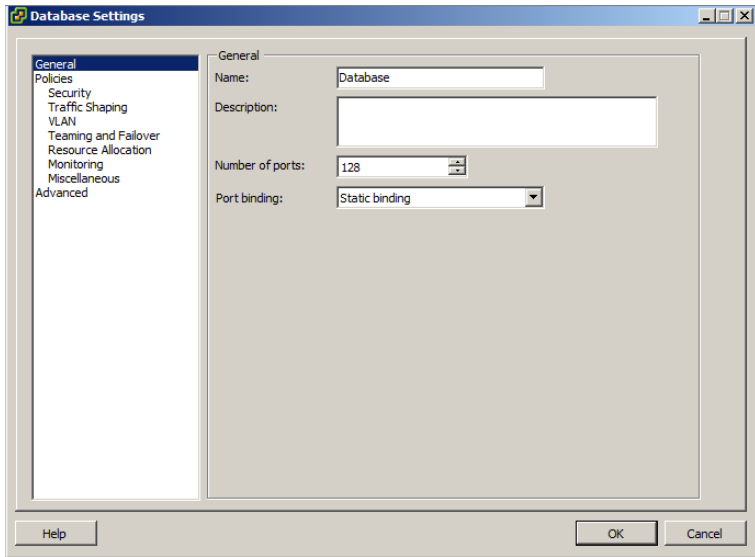 Database Settings
General
Policies
Security
Traffic Shaping
VLAN
Teaming and Failover
Resource Allocation
Monitoring
Miscellaneous
Advanced
General
Name: Database
Description:
Number of ports: 128
Port binding: Static binding
Help
OK
Cancel